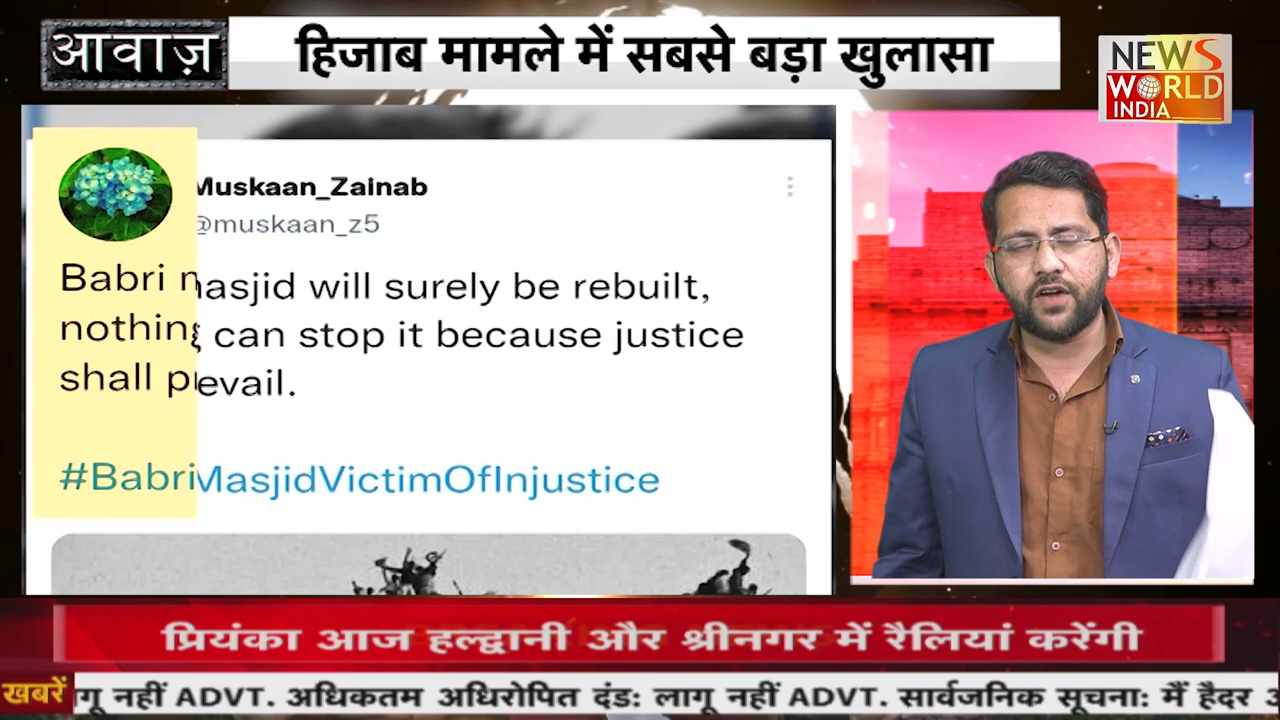 आवाज़
हिजाब मामले में सबसे बड़ा खुलासा
NEWS
WORLD
INDIA
Muskaan_Zainab
@muskaan_z5
Babri masjid will surely be rebuilt,
nothing can stop it because justice
shall prevail.
#BabriMasjidVictimOfInjustice
प्रियंका आज हल्द्वानी और श्रीनगर में रैलियां करेंगी
खबरें
गू नहीं ADVT. अधिकतम अधिरोपित दंड: लागू नहीं ADVT. सार्वजनिक सूचना: मैं हैदर